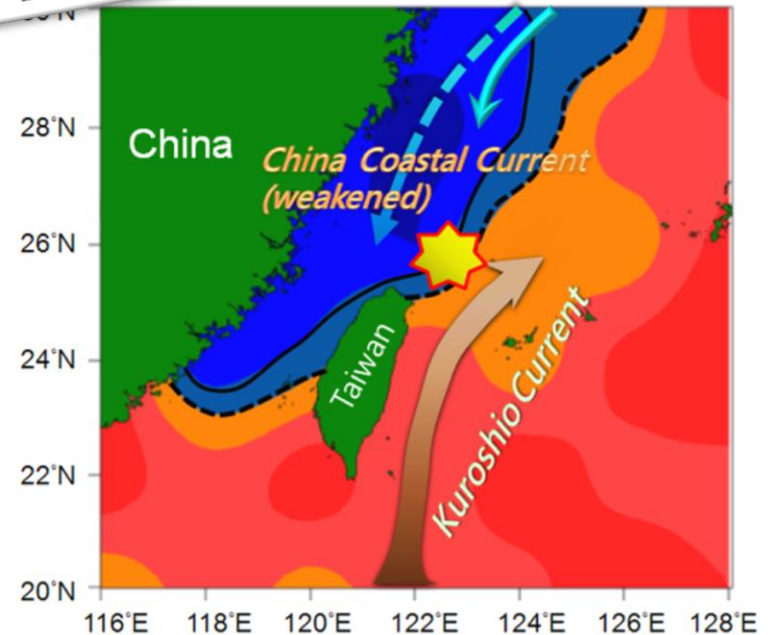 China
China Coastal Current
(weakened)
28°N
26°N
24°N
22°N
20°N
Taiwan
Kuroshio Current
116°E 118°E 120°E 122°E 124°E 126°E 128°E